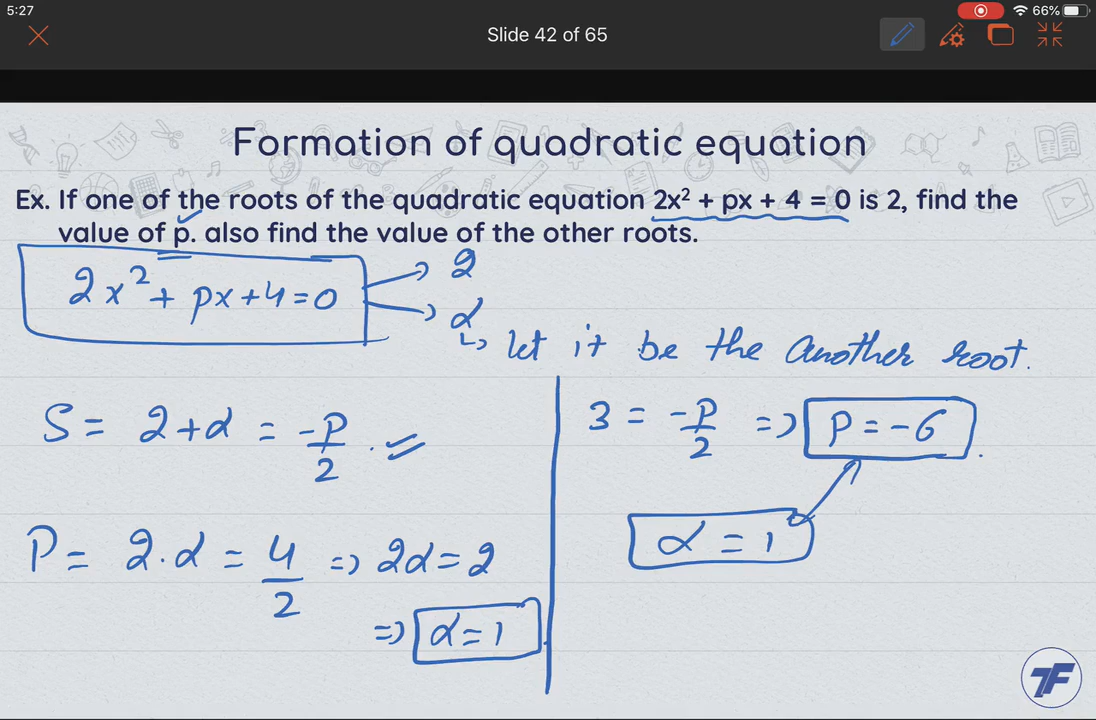 5:27
66%
Slide 42 of 65
Formation of quadratic equation
Ex. If one of the roots of the quadratic equation 2x² + px + 4 = 0 is 2, find the
value of p. also find the value of the other roots.
2x² + px + 4 = 0 → 2
→ α
↳ let it be the another root.
S = 2 + α = -P/2
P = 2·α = 4/2 ⇒ 2α = 2
⇒ α = 1
3 = -P/2 ⇒ P = -6
α = 1
TF